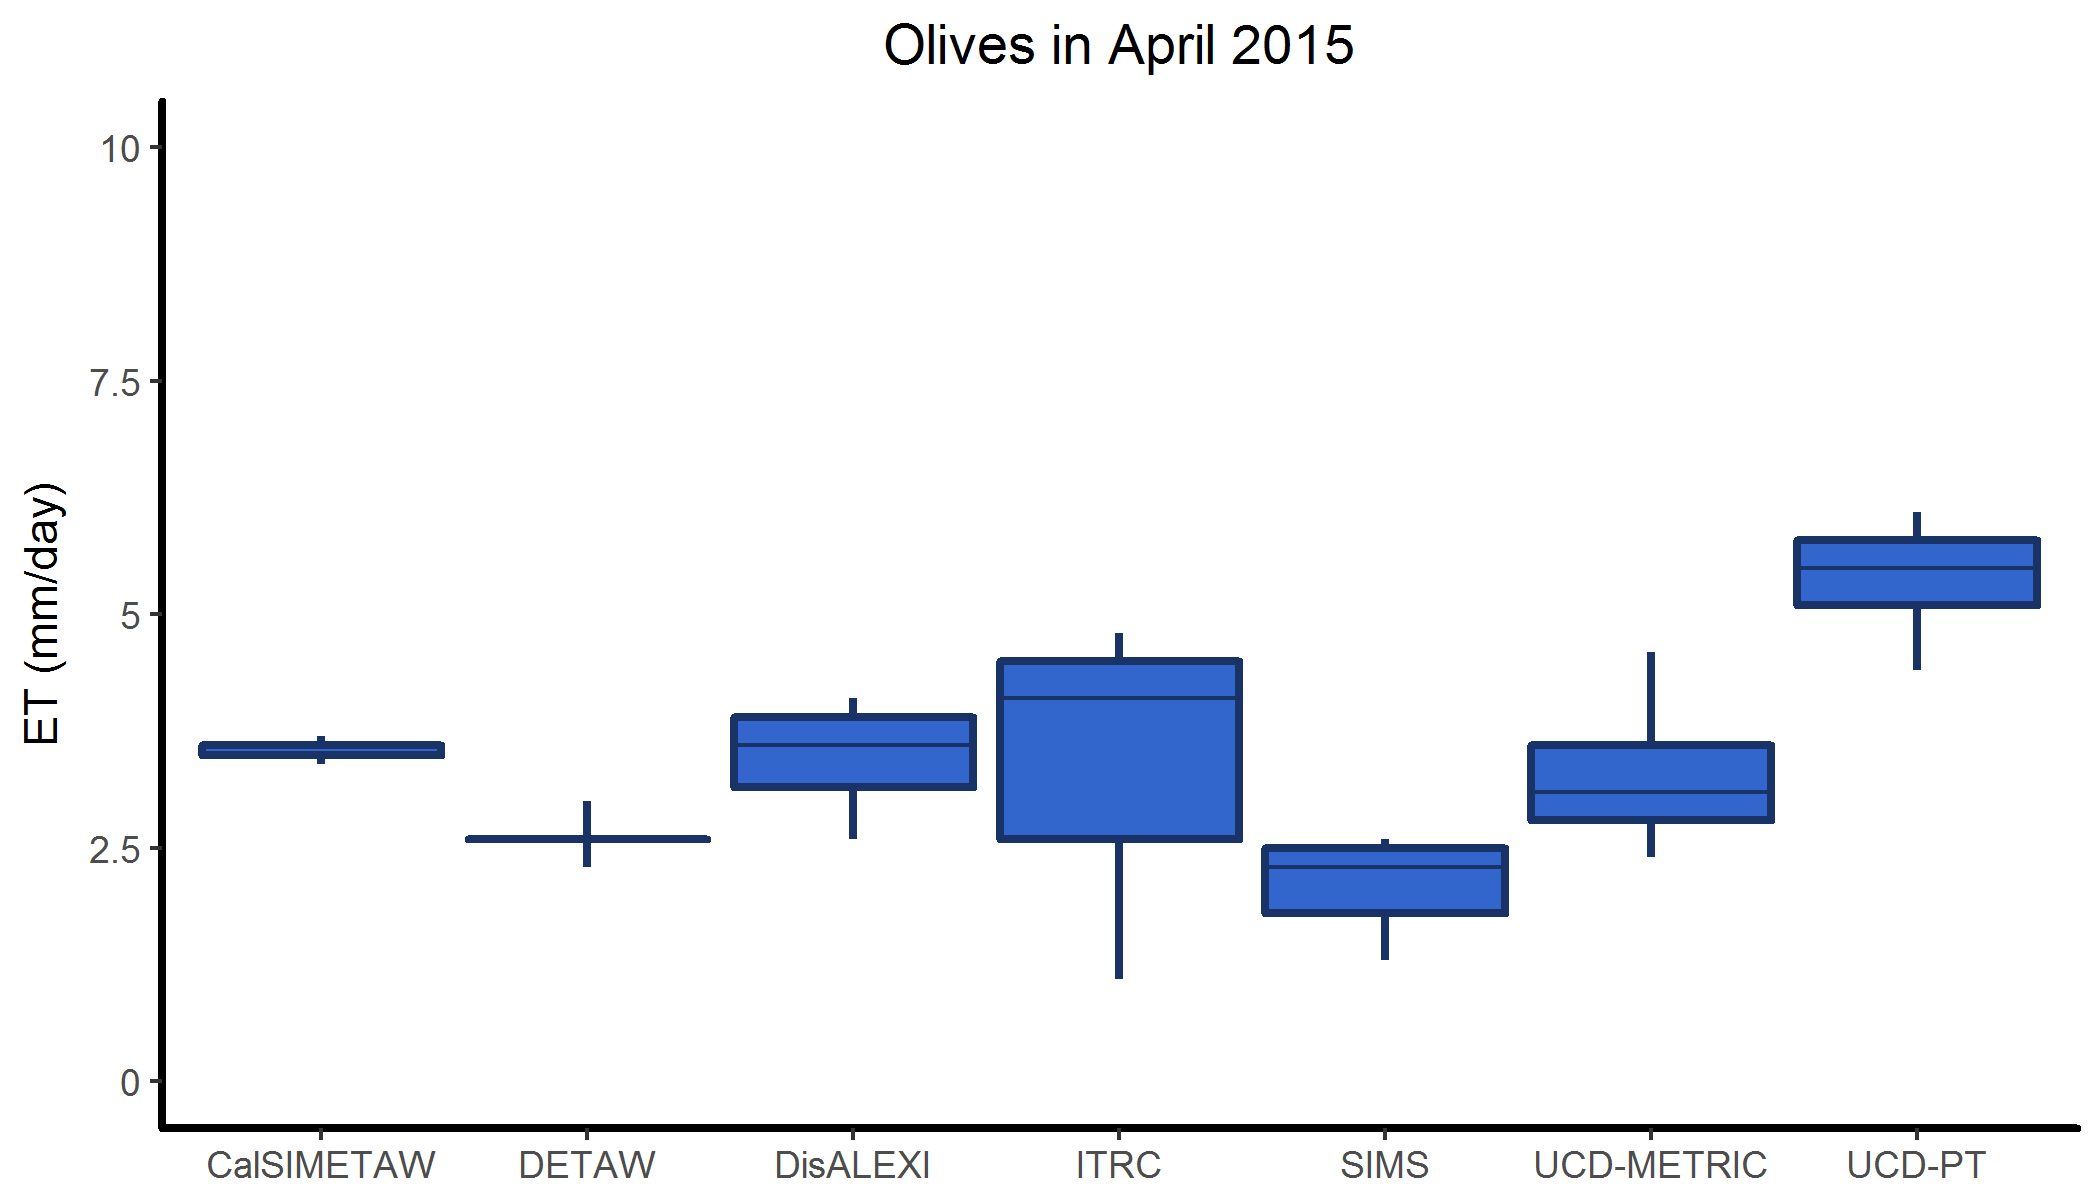 Olives in April 2015
ET (mm/day)
10
7.5
5
2.5
0
CalSIMETAW DETAW DisALEXI ITRC SIMS UCD-METRIC UCD-PT